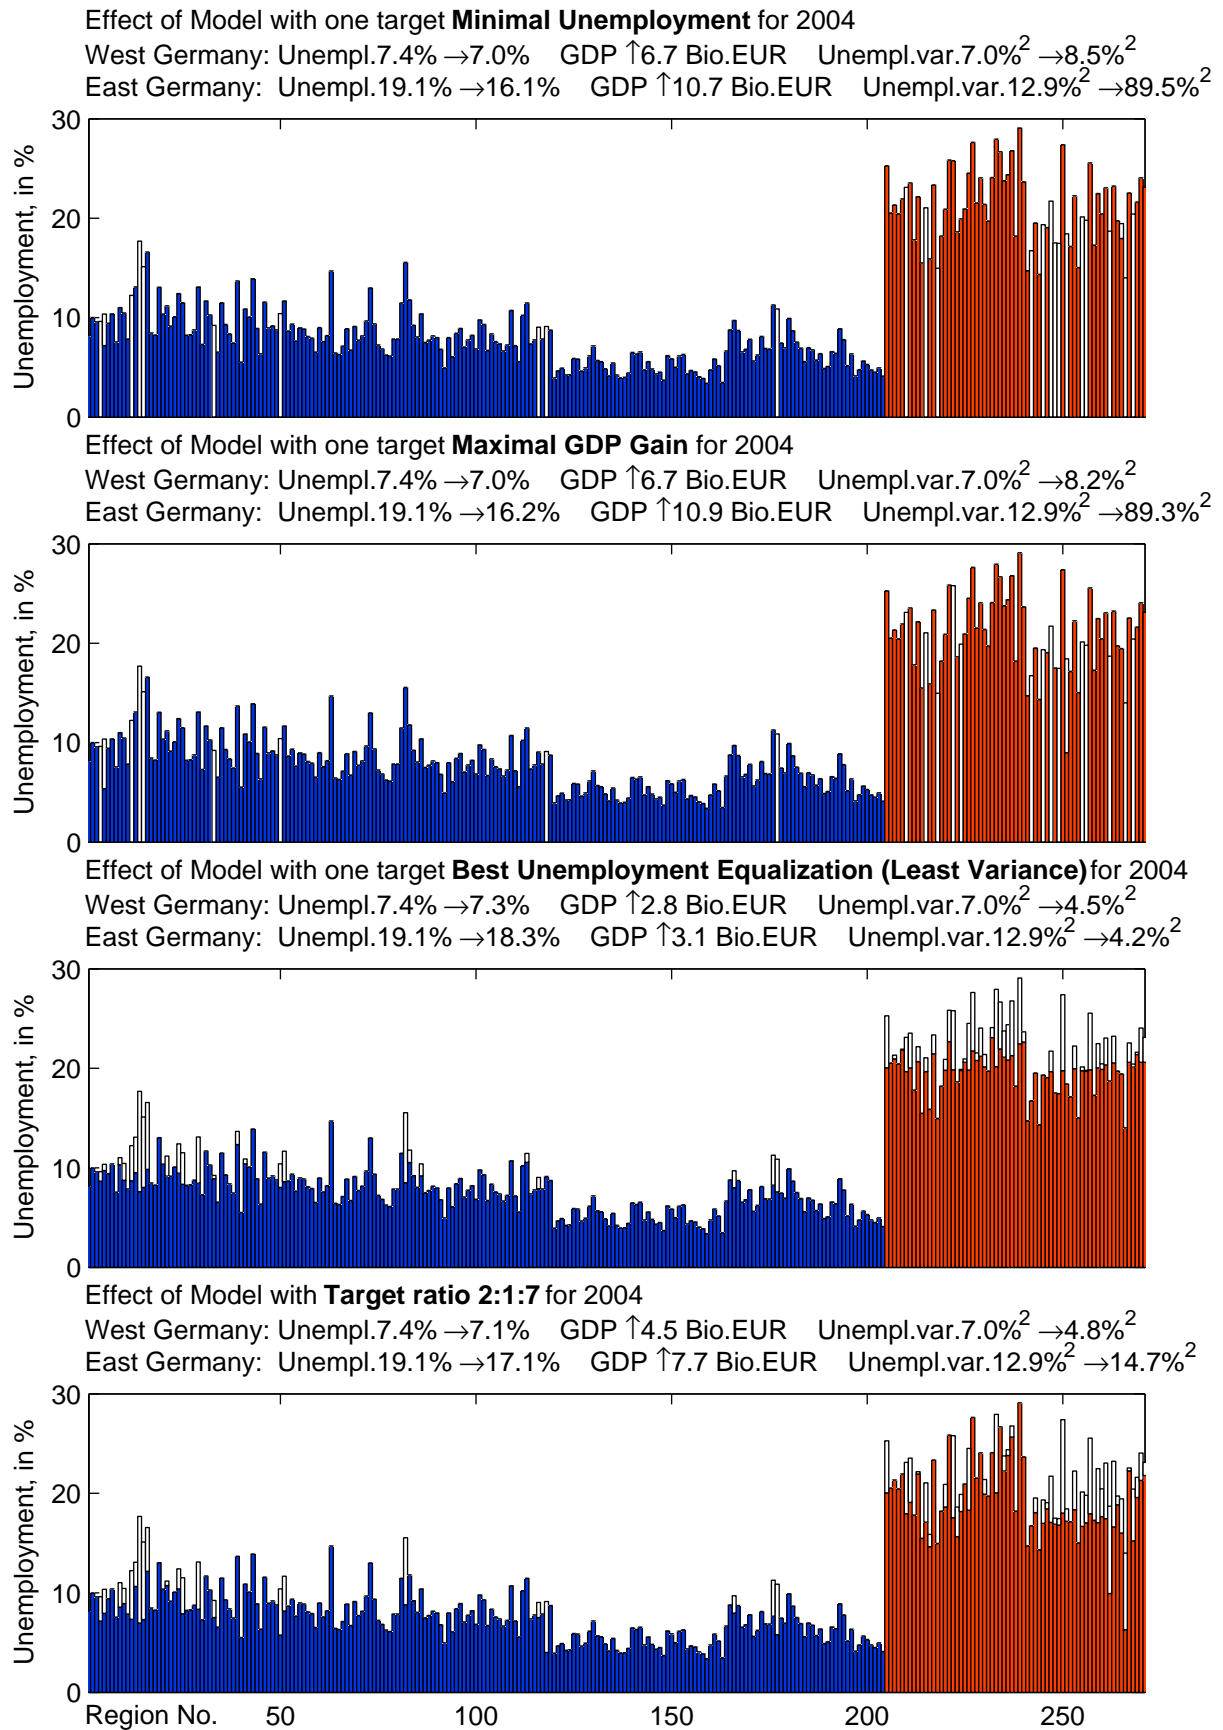 Effect of Model with one target Minimal Unemployment for 2004
West Germany: Unempl.7.4% →7.0% GDP ↑6.7 Bio.EUR Unempl.var.7.0%² →8.5%²
East Germany: Unempl.19.1% →16.1% GDP ↑10.7 Bio.EUR Unempl.var.12.9%² →89.5%²
30
20
10
0
Unemployment, in %
Effect of Model with one target Maximal GDP Gain for 2004
West Germany: Unempl.7.4% →7.0% GDP ↑6.7 Bio.EUR Unempl.var.7.0%² →8.2%²
East Germany: Unempl.19.1% →16.2% GDP ↑10.9 Bio.EUR Unempl.var.12.9%² →89.3%²
30
20
10
0
Unemployment, in %
Effect of Model with one target Best Unemployment Equalization (Least Variance) for 2004
West Germany: Unempl.7.4% →7.3% GDP ↑2.8 Bio.EUR Unempl.var.7.0%² →4.5%²
East Germany: Unempl.19.1% →18.3% GDP ↑3.1 Bio.EUR Unempl.var.12.9%² →4.2%²
30
20
10
0
Unemployment, in %
Effect of Model with Target ratio 2:1:7 for 2004
West Germany: Unempl.7.4% →7.1% GDP ↑4.5 Bio.EUR Unempl.var.7.0%² →4.8%²
East Germany: Unempl.19.1% →17.1% GDP ↑7.7 Bio.EUR Unempl.var.12.9%² →14.7%²
30
20
10
0
Unemployment, in %
Region No. 50 100 150 200 250